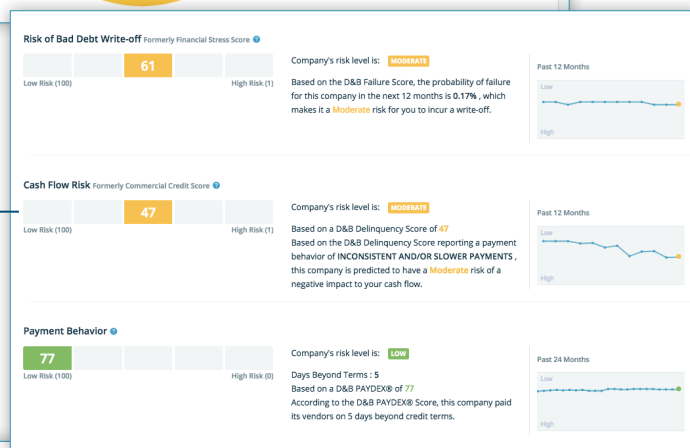 Risk of Bad Debt Write-off Formerly Financial Stress Score ?
61
Low Risk (100) High Risk (1)
Company's risk level is: MODERATE
Based on the D&B Failure Score, the probability of failure
for this company in the next 12 months is 0.17% , which
makes it a Moderate risk for you to incur a write-off.
Past 12 Months
Low
High
Cash Flow Risk Formerly Commercial Credit Score ?
47
Low Risk (100) High Risk (1)
Company's risk level is: MODERATE
Based on a D&B Delinquency Score of 47
Based on the D&B Delinquency Score reporting a payment
behavior of INCONSISTENT AND/OR SLOWER PAYMENTS ,
this company is predicted to have a Moderate risk of a
negative impact to your cash flow.
Past 12 Months
Low
High
Payment Behavior ?
77
Low Risk (100) High Risk (0)
Company's risk level is: LOW
Days Beyond Terms : 5
Based on a D&B PAYDEX® of 77
According to the D&B PAYDEX® Score, this company paid
its vendors on 5 days beyond credit terms.
Past 24 Months
Low
High